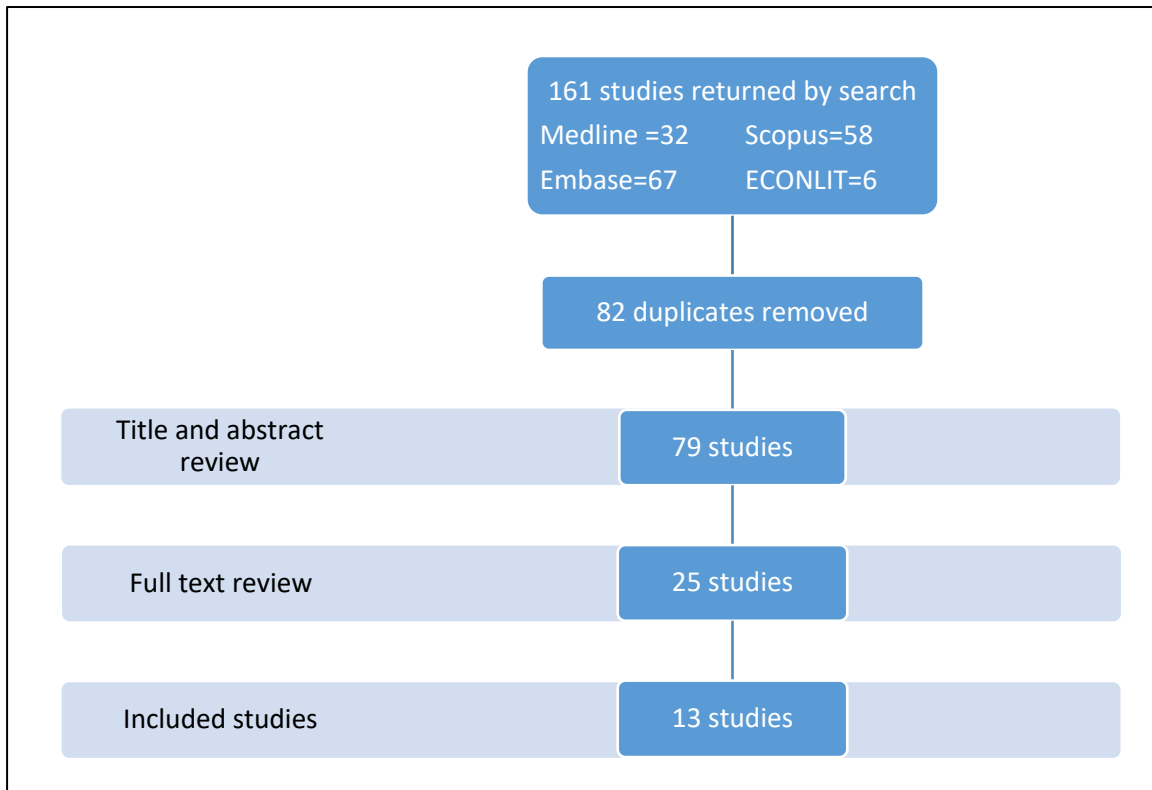 161 studies returned by search
Medline =32 Scopus=58
Embase=67 ECONLIT=6
82 duplicates removed
Title and abstract
review
79 studies
Full text review
25 studies
Included studies
13 studies